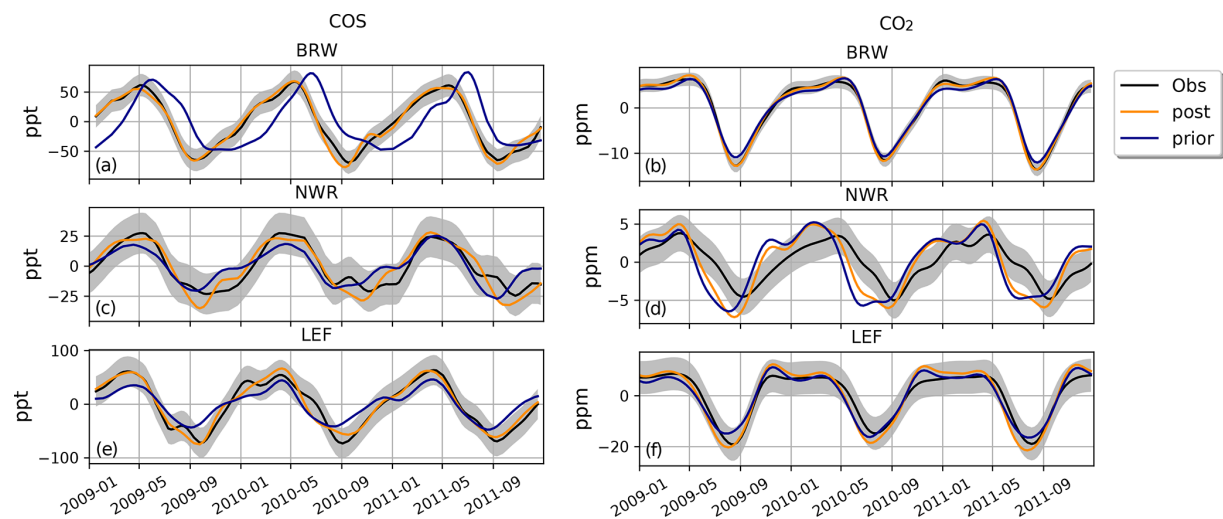 COS
CO₂
BRW
BRW
ppt
50
0
−50
(a)
ppm
0
−10
(b)
Obs
post
prior
NWR
NWR
ppt
25
0
−25
(c)
ppm
5
0
−5
(d)
LEF
LEF
ppt
100
0
−100
(e)
ppm
0
−20
(f)
2009-01
2009-05
2009-09
2010-01
2010-05
2010-09
2011-01
2011-05
2011-09
2009-01
2009-05
2009-09
2010-01
2010-05
2010-09
2011-01
2011-05
2011-09